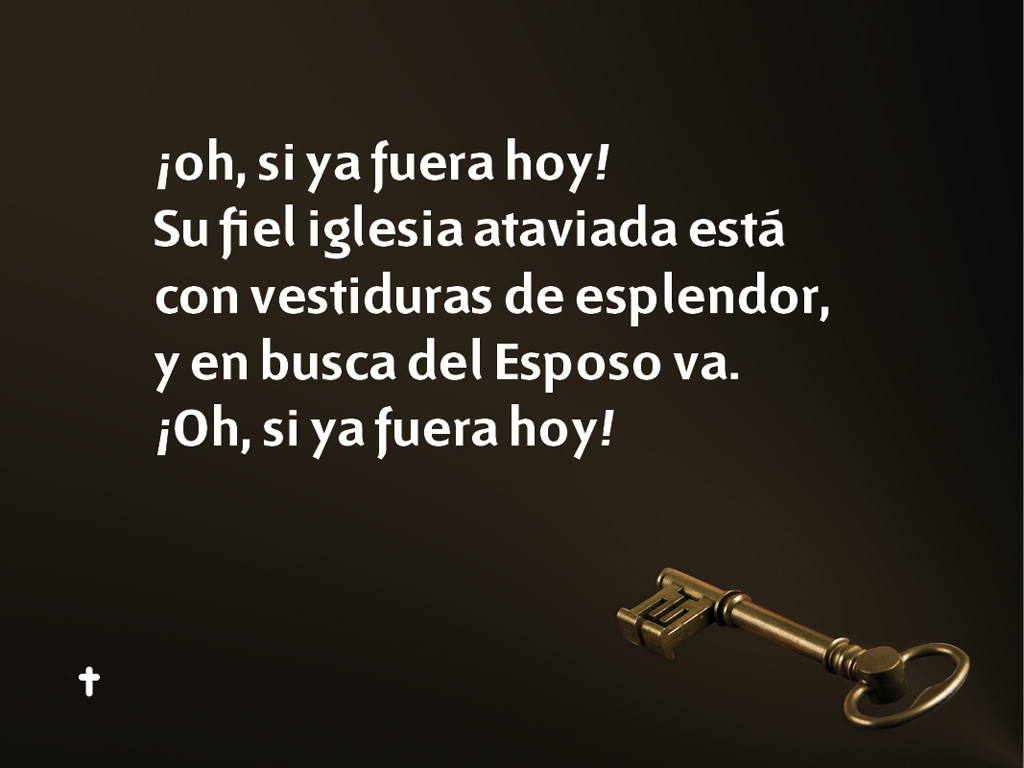 ¡oh, si ya fuera hoy!
Su fiel iglesia ataviada está
con vestiduras de esplendor,
y en busca del Esposo va.
¡Oh, si ya fuera hoy!